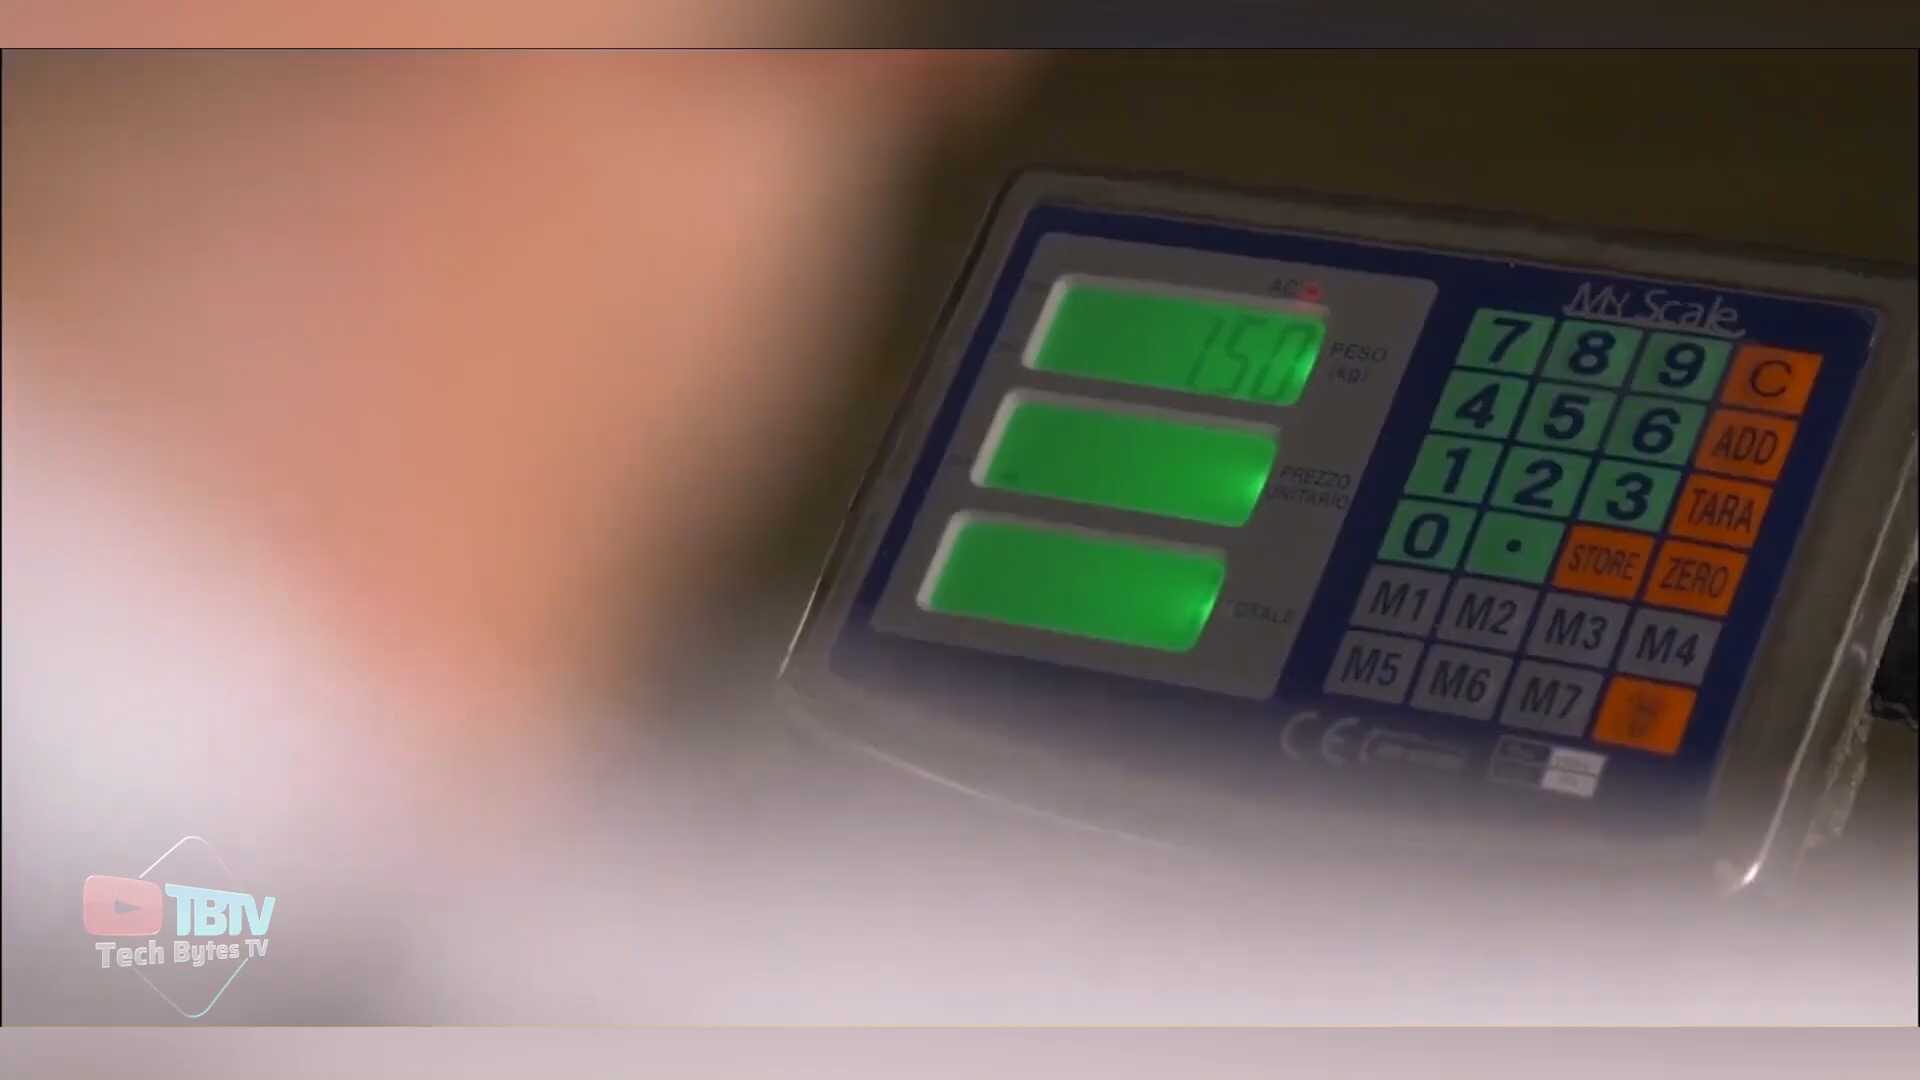 My Scale
AC
150
PESO
(kg)
PREZZO
UNITARIO
TOTALE
7 8 9 C
4 5 6 ADD
1 2 3 TARA
0 . STORE ZERO
M1 M2 M3 M4
M5 M6 M7
CE
TBTV
Tech Bytes TV